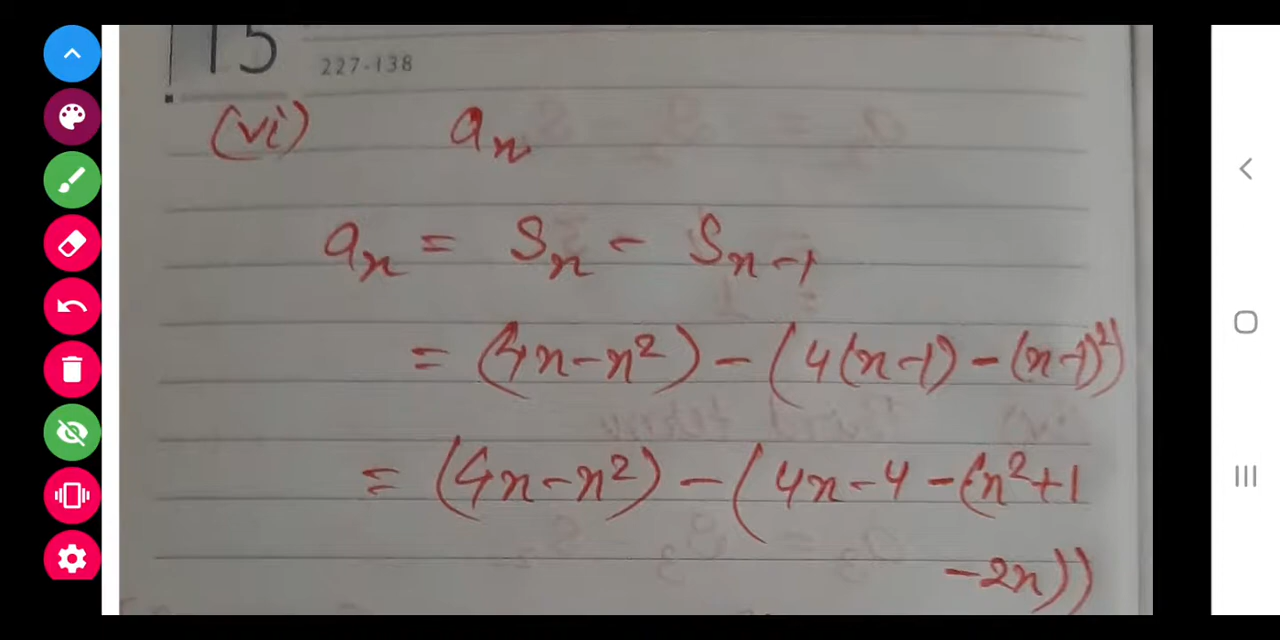 15
227-138
(vi) aₙ
aₙ = Sₙ - Sₙ₋₁
= (4n-n²) - (4(n-1) - (n-1)²)
= (4n-n²) - (4n-4-(n²+1
-2n))